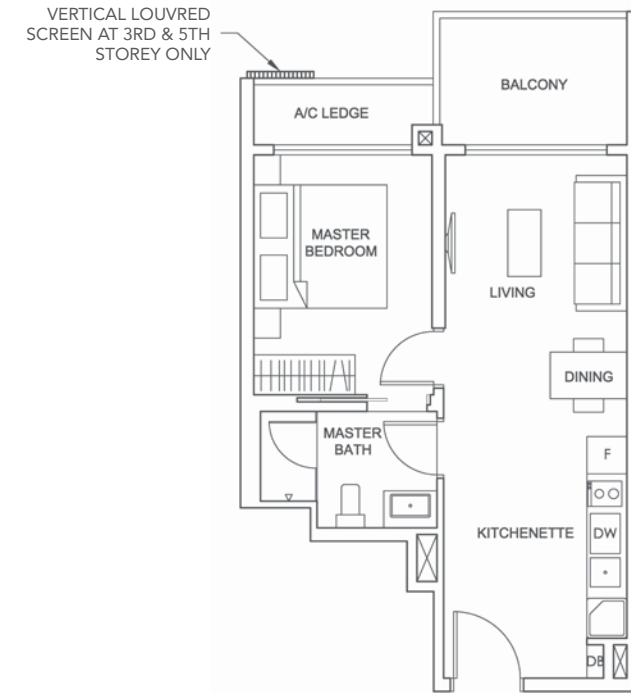 VERTICAL LOUVRED
SCREEN AT 3RD & 5TH
STOREY ONLY
BALCONY
A/C LEDGE
MASTER
BEDROOM
LIVING
DINING
MASTER
BATH
F
KITCHENETTE
DW
DB